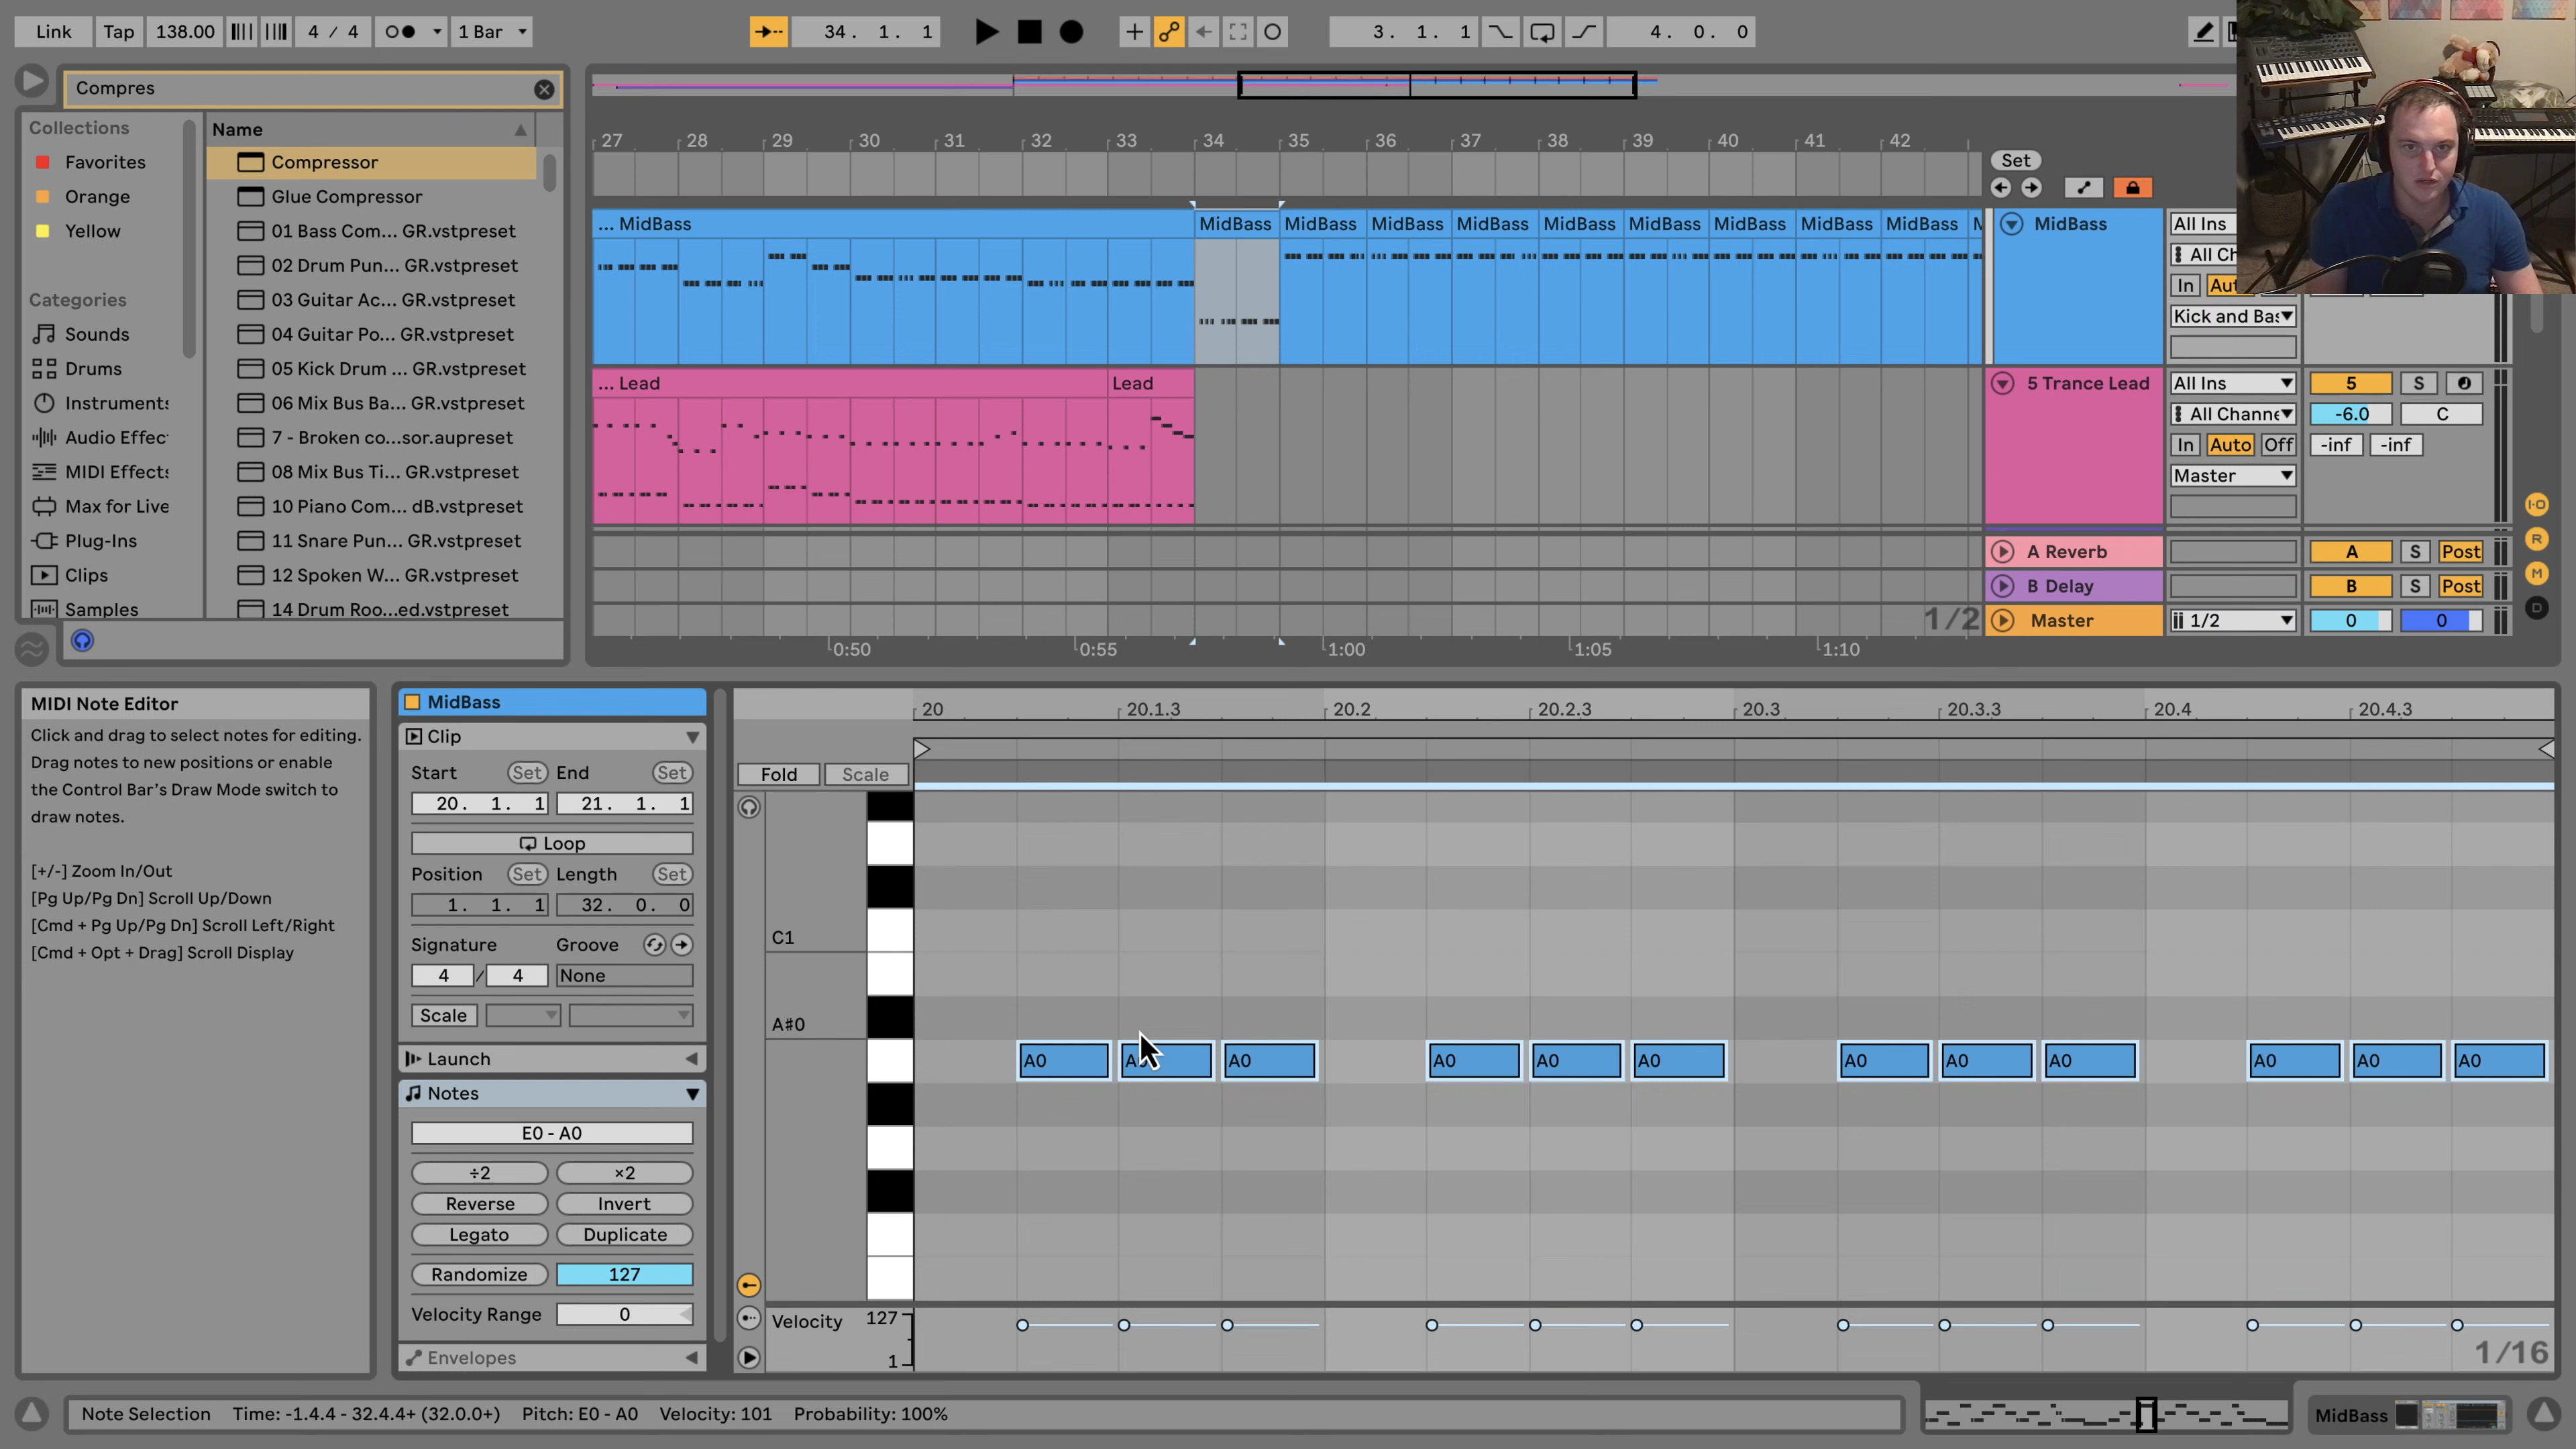 Link Tap 138.00 4 / 4 1 Bar 34. 1. 1 3. 1. 1 4. 0. 0
Compres
Collections
Favorites
Orange
Yellow
Categories
Sounds
Drums
Instruments
Audio Effec
MIDI Effects
Max for Live
Plug-Ins
Clips
Samples
Name
Compressor
Glue Compressor
01 Bass Com... GR.vstpreset
02 Drum Pun... GR.vstpreset
03 Guitar Ac... GR.vstpreset
04 Guitar Po... GR.vstpreset
05 Kick Drum ... GR.vstpreset
06 Mix Bus Ba... GR.vstpreset
7 - Broken co...sor.aupreset
08 Mix Bus Ti... GR.vstpreset
10 Piano Com... dB.vstpreset
11 Snare Pun... GR.vstpreset
12 Spoken W... GR.vstpreset
14 Drum Roo...ed.vstpreset
27 28 29 30 31 32 33 34 35 36 37 38 39 40 41 42
Set
... MidBass MidBass MidBass MidBass MidBass MidBass MidBass MidBass MidBass MidBass M
MidBass
All Ins
All Ch
In Aut
Kick and Bas
... Lead Lead
5 Trance Lead
All Ins 5 S
All Channe -6.0 C
In Auto Off -inf -inf
Master
A Reverb A S Post
B Delay B S Post
1/2 Master 1/2 0 0
0:50 0:55 1:00 1:05 1:10
I·O
R
M
D
MIDI Note Editor
Click and drag to select notes for editing.
Drag notes to new positions or enable
the Control Bar's Draw Mode switch to
draw notes.
[+/-] Zoom In/Out
[Pg Up/Pg Dn] Scroll Up/Down
[Cmd + Pg Up/Pg Dn] Scroll Left/Right
[Cmd + Opt + Drag] Scroll Display
MidBass
Clip
Start Set End Set
20. 1. 1 21. 1. 1
Loop
Position Set Length Set
1. 1. 1 32. 0. 0
Signature Groove
4 / 4 None
Scale
Launch
Notes
E0 - A0
÷2 ×2
Reverse Invert
Legato Duplicate
Randomize 127
Velocity Range 0
Envelopes
20 20.1.3 20.2 20.2.3 20.3 20.3.3 20.4 20.4.3
Fold Scale
C1
A#0
A0 A0 A0 A0 A0 A0 A0 A0 A0 A0 A0
Velocity 127
1
1/16
Note Selection Time: -1.4.4 - 32.4.4+ (32.0.0+) Pitch: E0 - A0 Velocity: 101 Probability: 100%
MidBass